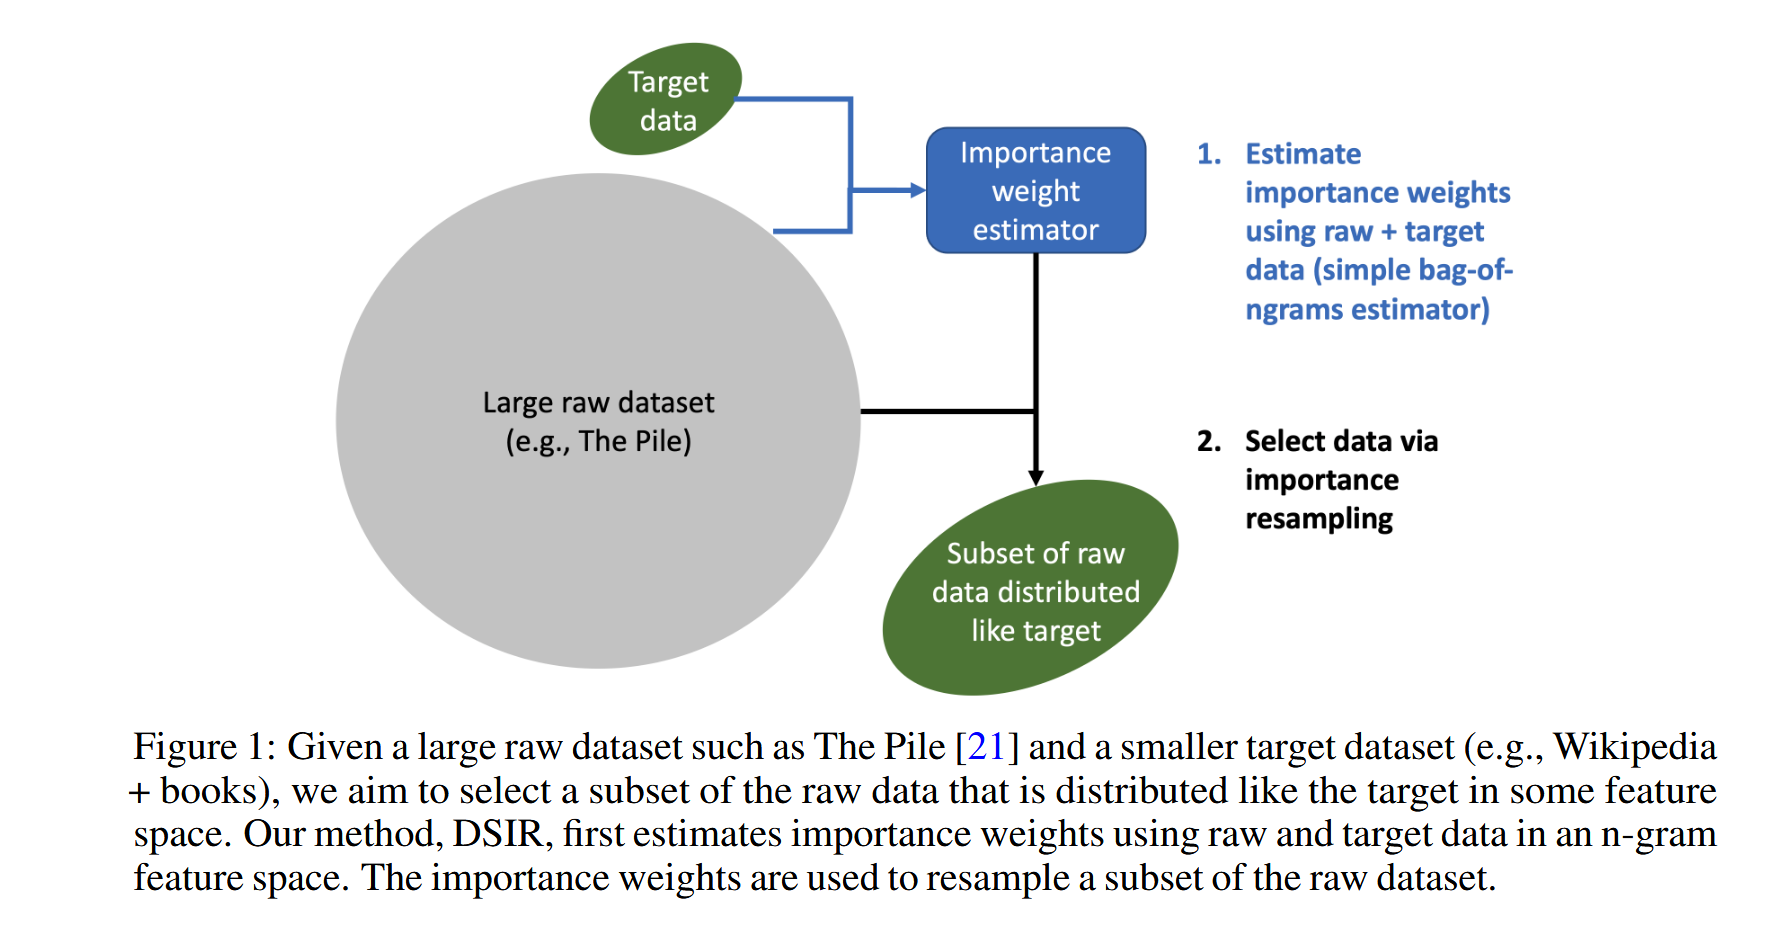 Target
data
Importance
weight
estimator
1. Estimate
importance weights
using raw + target
data (simple bag-of-
ngrams estimator)
Large raw dataset
(e.g., The Pile)
2. Select data via
importance
resampling
Subset of raw
data distributed
like target
Figure 1: Given a large raw dataset such as The Pile [21] and a smaller target dataset (e.g., Wikipedia
+ books), we aim to select a subset of the raw data that is distributed like the target in some feature
space. Our method, DSIR, first estimates importance weights using raw and target data in an n-gram
feature space. The importance weights are used to resample a subset of the raw dataset.